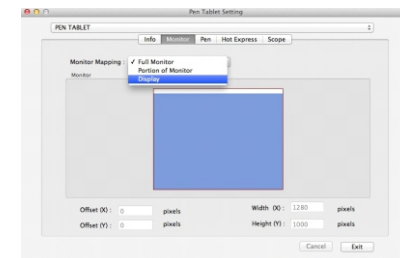 Pen Tablet Setting
PEN TABLET
Info Monitor Pen Hot Express Scope
Monitor Mapping : ✓ Full Monitor
Portion of Monitor
Display
Monitor
Offset (X) : 0 pixels Width (X) : 1280 pixels
Offset (Y) : 0 pixels Height (Y) : 1000 pixels
Cancel Exit